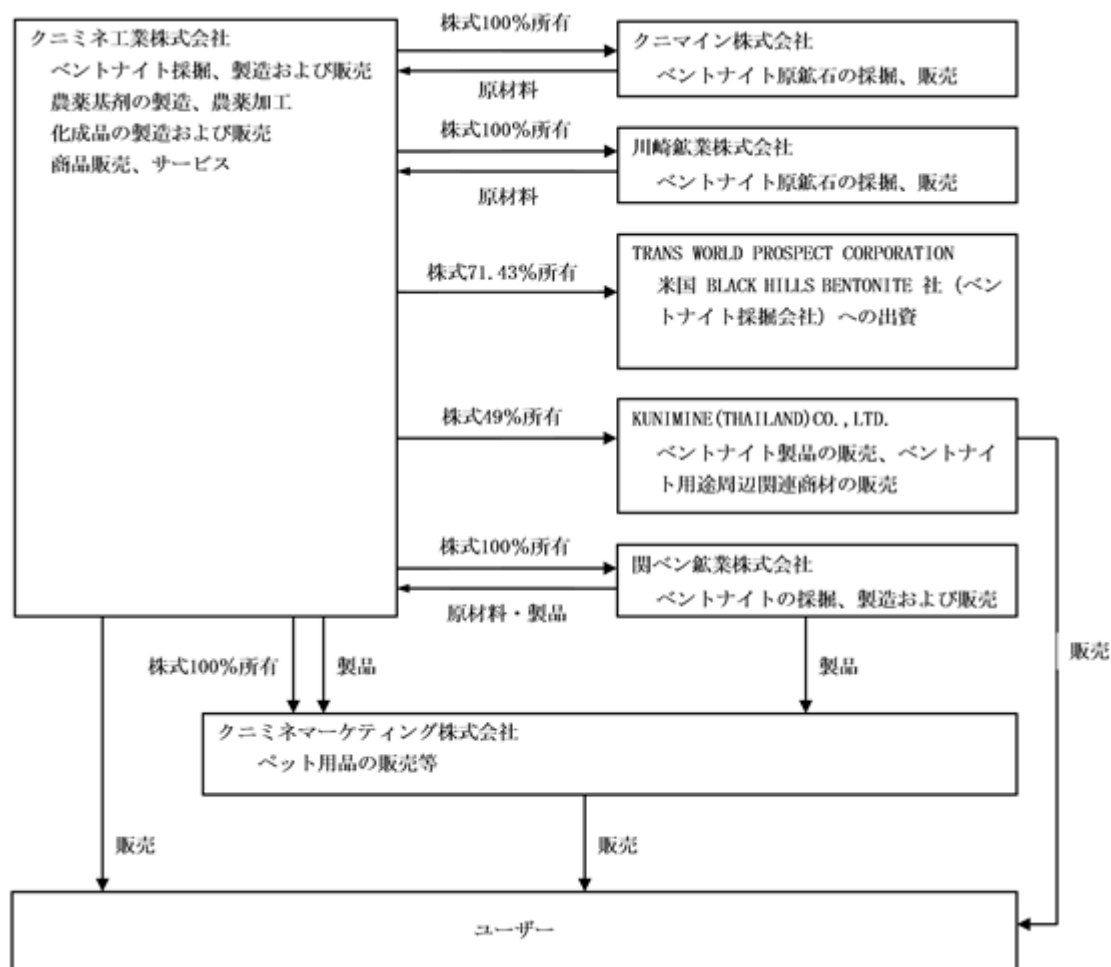 クニミネ工業株式会社
ベントナイト採掘、製造および販売
農薬基剤の製造、農薬加工
化成品の製造および販売
商品販売、サービス
株式100％所有
原材料
クニマイン株式会社
ベントナイト原鉱石の採掘、販売
株式100％所有
原材料
川崎鉱業株式会社
ベントナイト原鉱石の採掘、販売
株式71.43％所有
TRANS WORLD PROSPECT CORPORATION
米国 BLACK HILLS BENTONITE 社（ベン
トナイト採掘会社）への出資
株式49％所有
KUNIMINE(THAILAND)CO.,LTD.
ベントナイト製品の販売、ベントナイ
ト用途周辺関連商材の販売
株式100％所有
原材料・製品
関ベン鉱業株式会社
ベントナイトの採掘、製造および販売
株式100％所有
製品
製品
販売
クニミネマーケティング株式会社
ペット用品の販売等
販売
販売
ユーザー